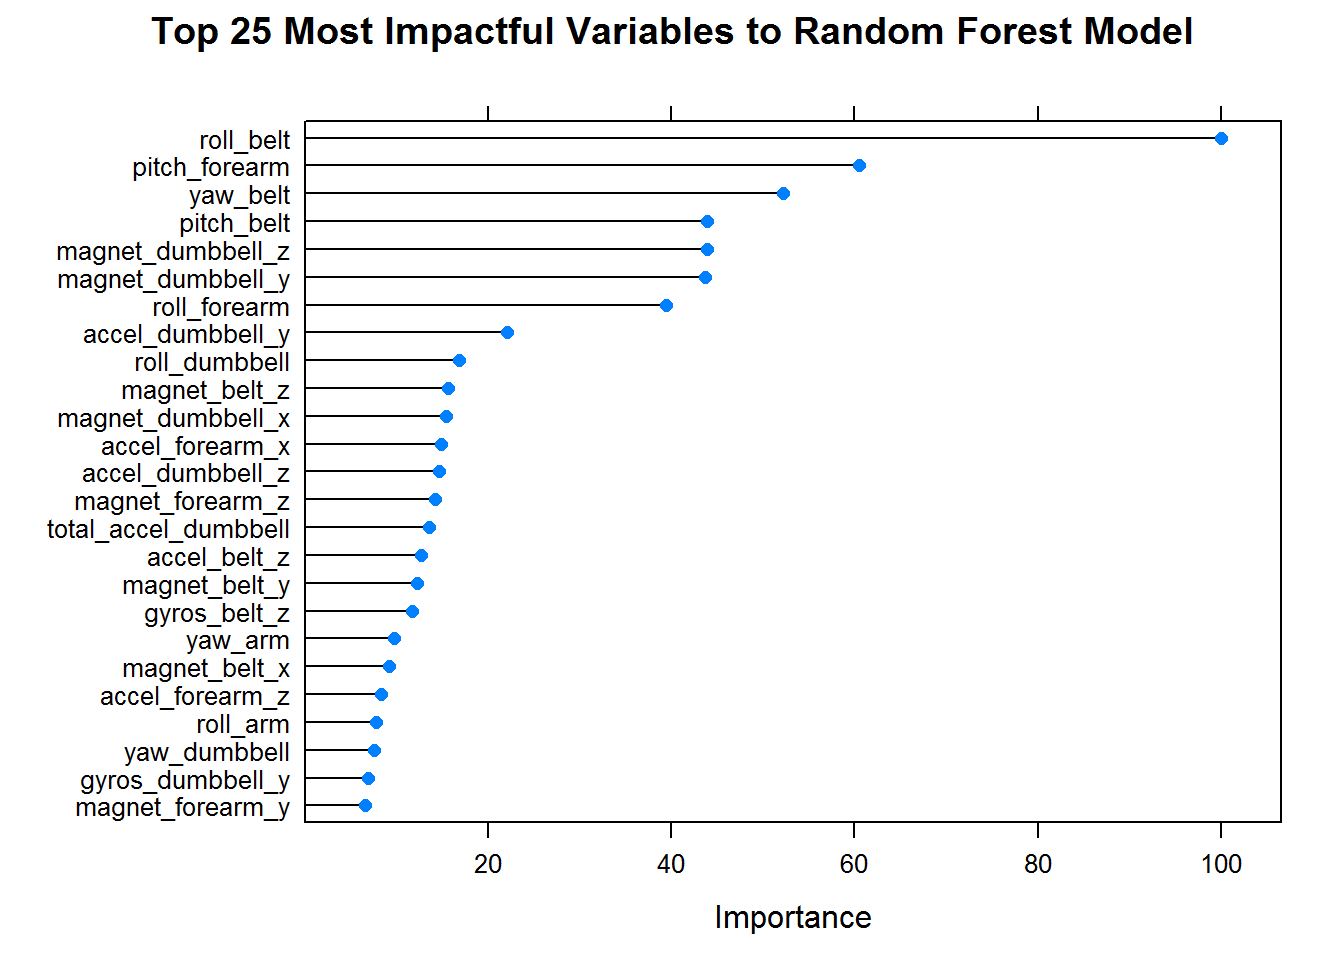 Top 25 Most Impactful Variables to Random Forest Model
roll_belt
pitch_forearm
yaw_belt
pitch_belt
magnet_dumbbell_z
magnet_dumbbell_y
roll_forearm
accel_dumbbell_y
roll_dumbbell
magnet_belt_z
magnet_dumbbell_x
accel_forearm_x
accel_dumbbell_z
magnet_forearm_z
total_accel_dumbbell
accel_belt_z
magnet_belt_y
gyros_belt_z
yaw_arm
magnet_belt_x
accel_forearm_z
roll_arm
yaw_dumbbell
gyros_dumbbell_y
magnet_forearm_y
20 40 60 80 100
Importance